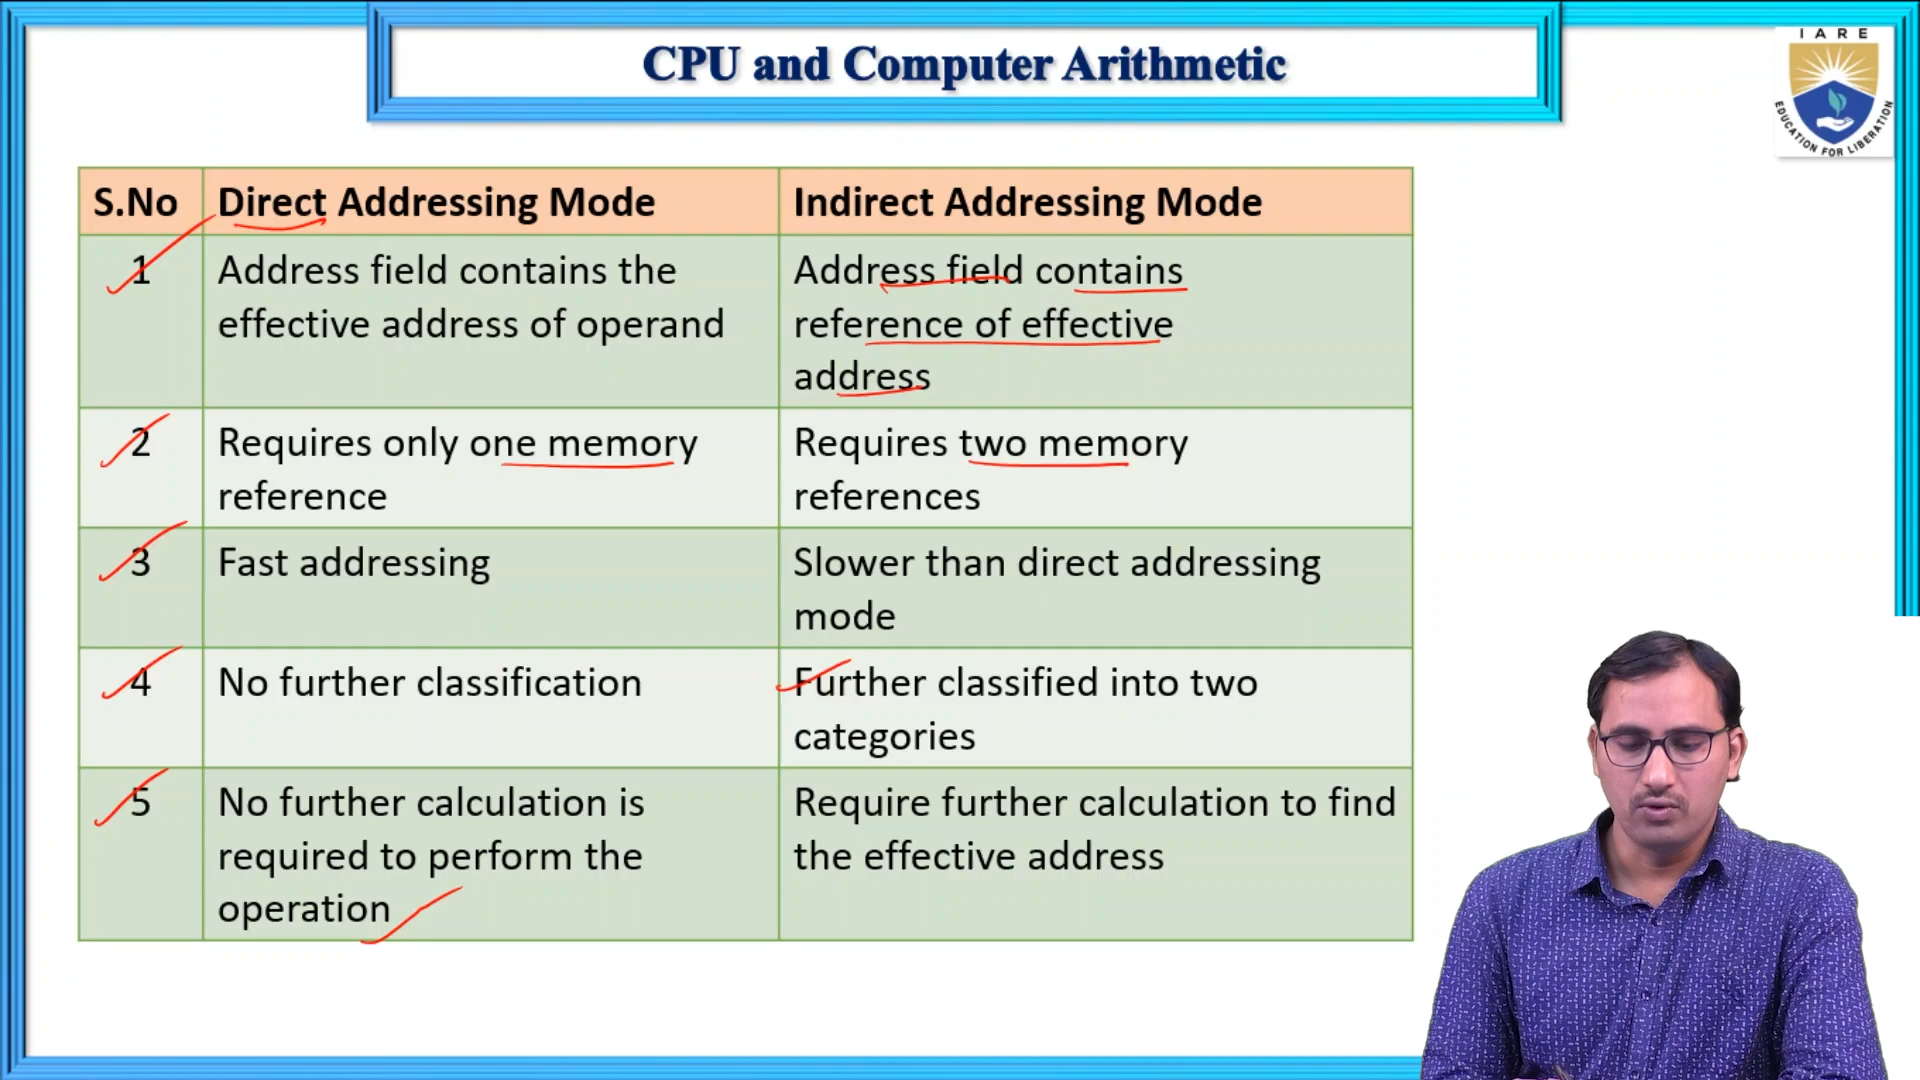 CPU and Computer Arithmetic
I A R E
EDUCATION FOR LIBERATION
S.No Direct Addressing Mode Indirect Addressing Mode
1 Address field contains the Address field contains
effective address of operand reference of effective
address
2 Requires only one memory Requires two memory
reference references
3 Fast addressing Slower than direct addressing
mode
4 No further classification Further classified into two
categories
5 No further calculation is Require further calculation to find
required to perform the the effective address
operation